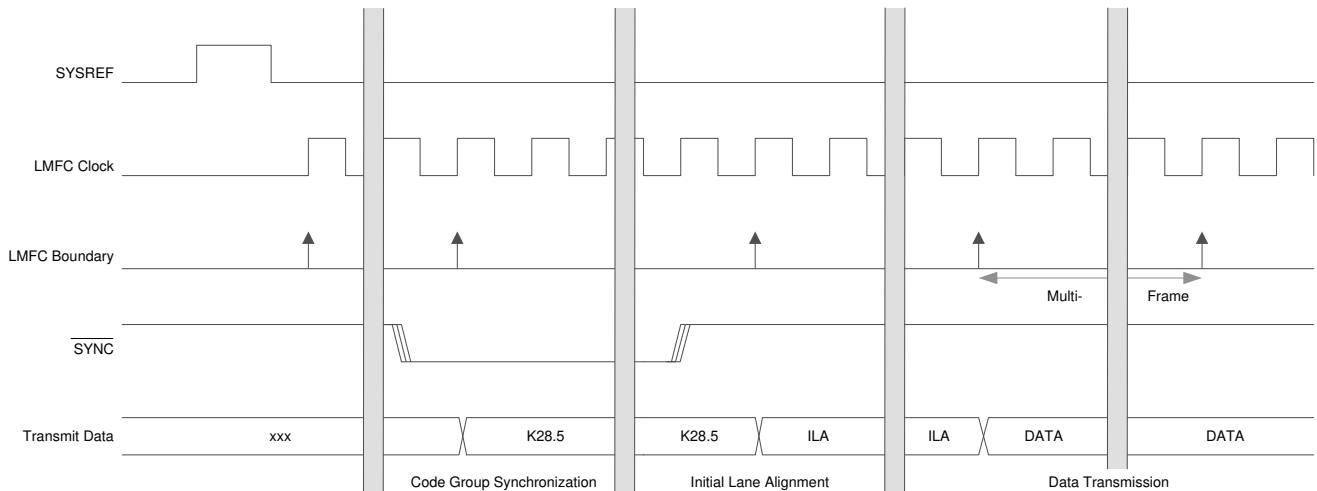 SYSREF
LMFC Clock
LMFC Boundary
Multi- Frame
SYNC
Transmit Data xxx K28.5 K28.5 ILA ILA DATA DATA
Code Group Synchronization Initial Lane Alignment Data Transmission